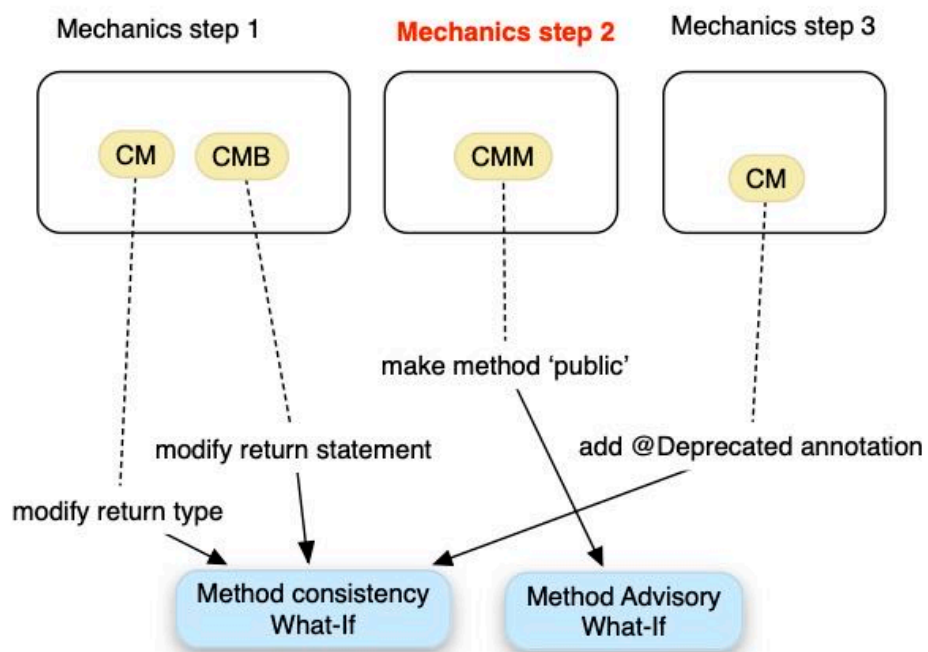 Mechanics step 1
Mechanics step 2
Mechanics step 3
CM
CMB
CMM
CM
make method ‘public’
modify return statement
add @Deprecated annotation
modify return type
Method consistency
What-If
Method Advisory
What-If